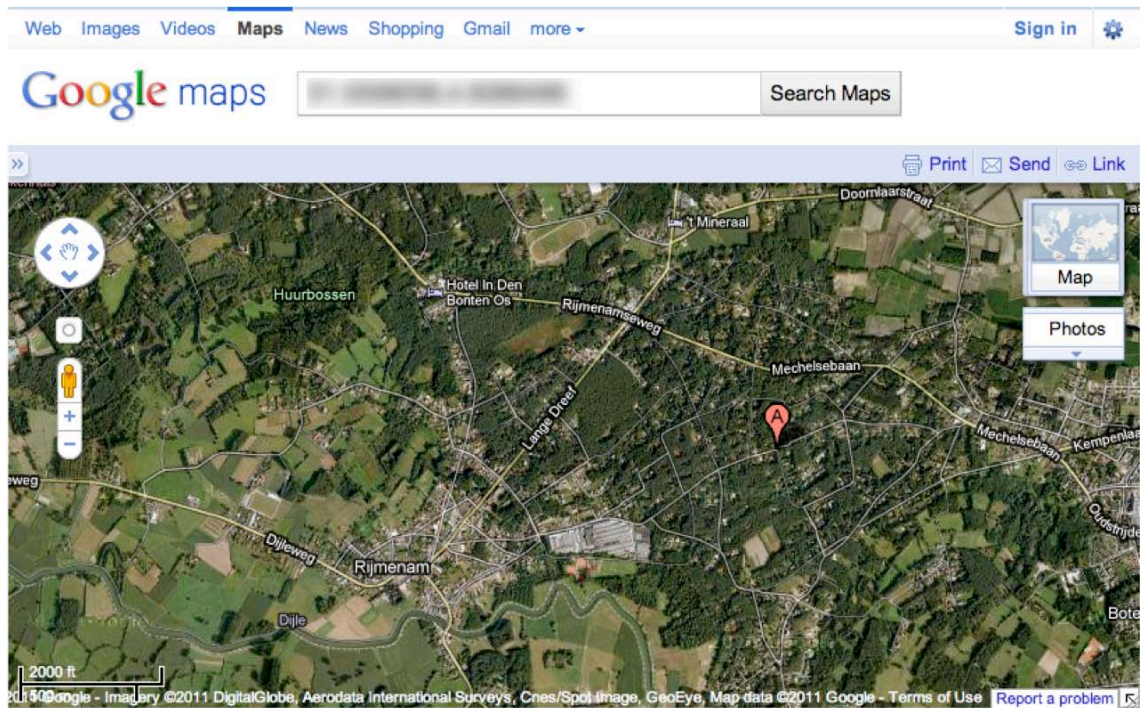 Web Images Videos Maps News Shopping Gmail more Sign in
Google maps
Search Maps
Print Send Link
Doornlaarstraat
't Mineraal
Map
Hotel In Den
Bonten Os
Huurbossen
Rijmenamseweg
Photos
Mechelsebaan
Lange Dreef
A
Mechelsebaan
Kempenlaa
eweg
Oudstrijde
Dijleweg
Rijmenam
Dijle
Bote
2000 ft
500 m
Google - Imagery ©2011 DigitalGlobe, Aerodata International Surveys, Cnes/Spot Image, GeoEye, Map data ©2011 Google - Terms of Use Report a problem